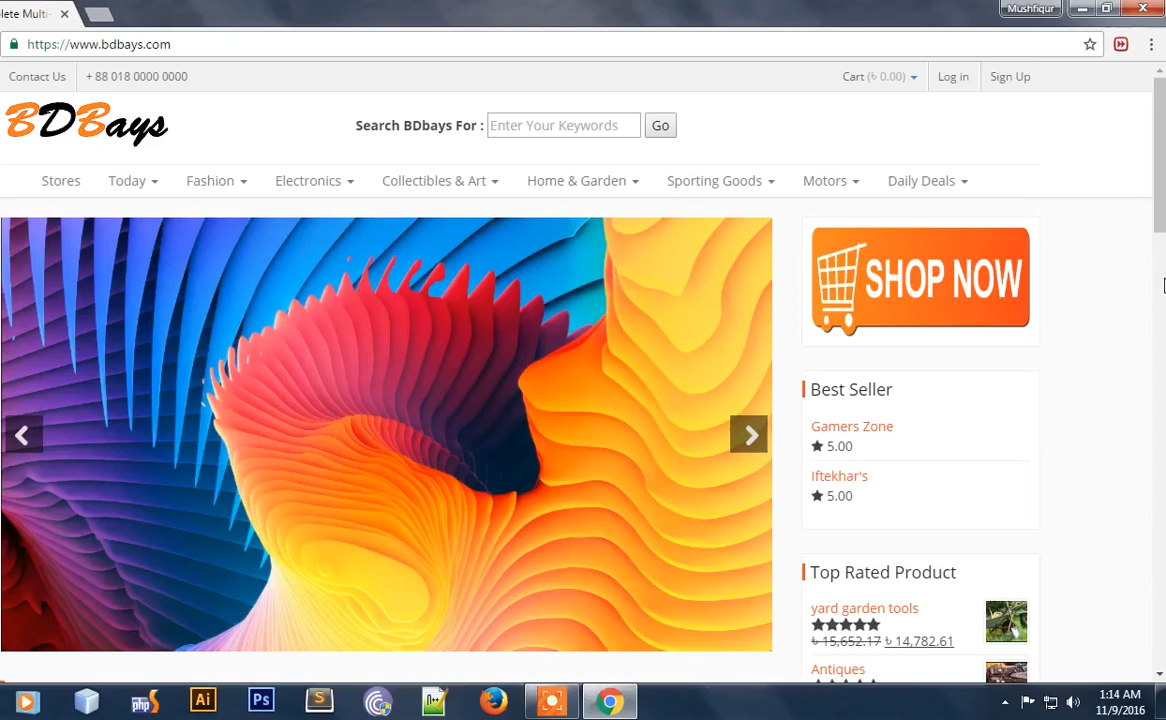 lete Multi-
Mushfiqur
https://www.bdbays.com
Contact Us
+ 88 018 0000 0000
Cart (৳ 0.00)
Log in
Sign Up
BDBays
Search BDbays For :
Enter Your Keywords
Go
Stores
Today
Fashion
Electronics
Collectibles & Art
Home & Garden
Sporting Goods
Motors
Daily Deals
SHOP NOW
Best Seller
Gamers Zone
★ 5.00
Iftekhar's
★ 5.00
Top Rated Product
yard garden tools
★★★★★
৳ 15,652.17 ৳ 14,782.61
Antiques
php
Ai
Ps
S
N++
1:14 AM
11/9/2016